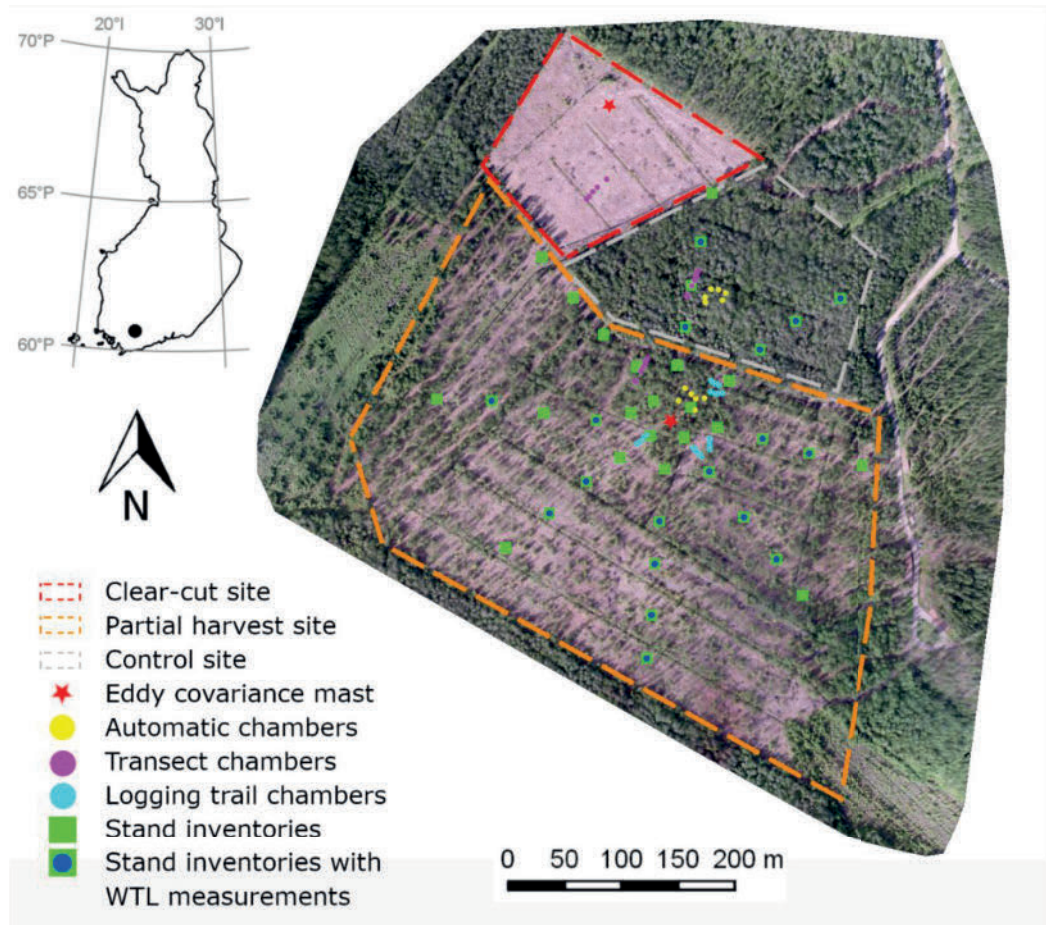 20°I 30°I
70°P
65°P
60°P
N
Clear-cut site
Partial harvest site
Control site
Eddy covariance mast
Automatic chambers
Transect chambers
Logging trail chambers
Stand inventories
Stand inventories with
WTL measurements
0 50 100 150 200 m